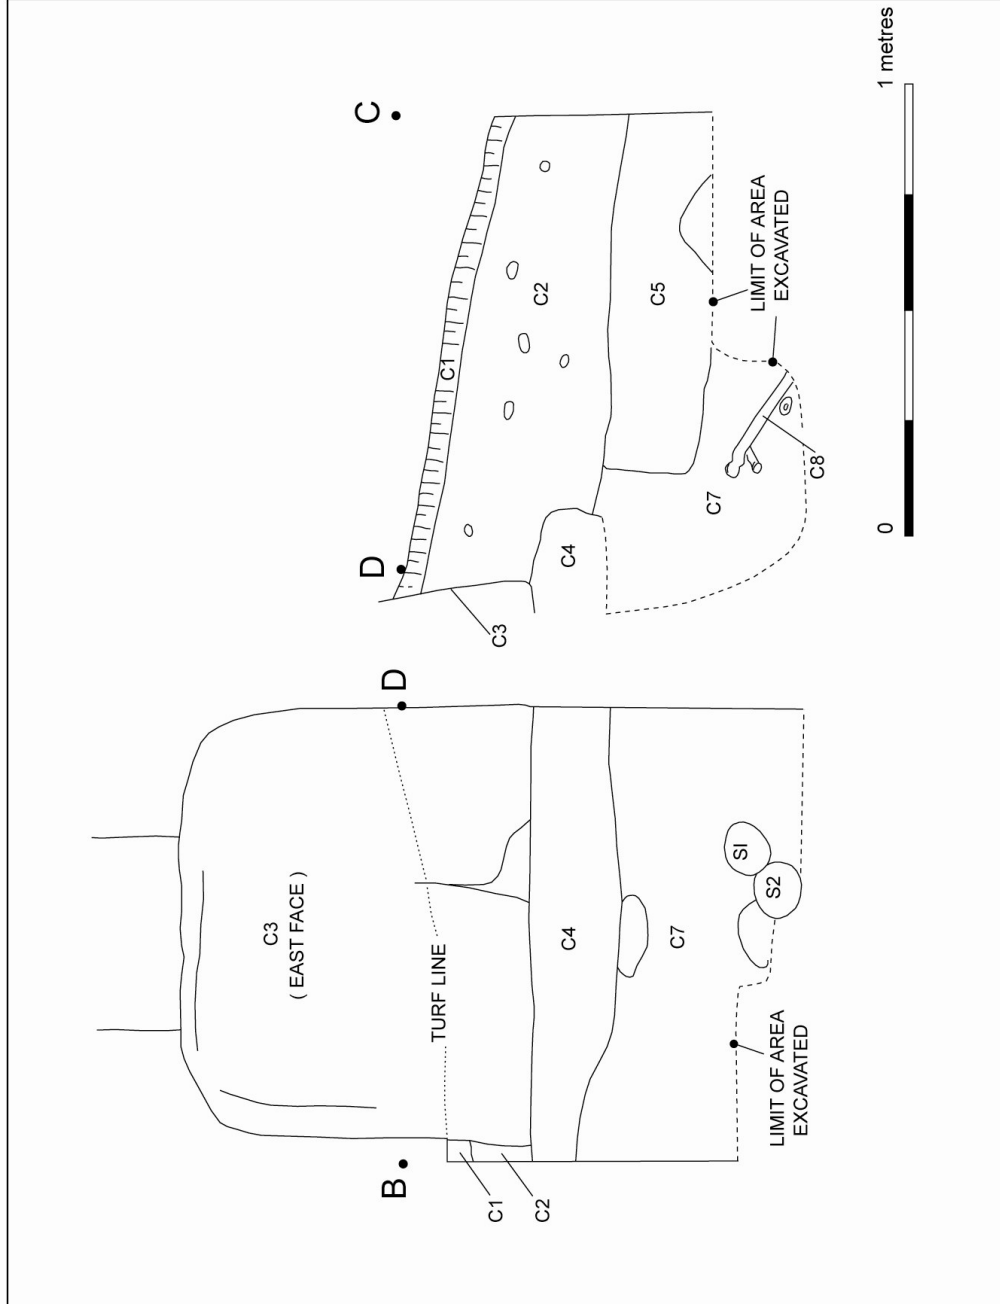 C3
( EAST FACE )
B
D
TURF LINE
C1
C2
C4
C7
SI
S2
LIMIT OF AREA
EXCAVATED
D
C
C1
C2
C3
C4
C5
C7
C8
LIMIT OF AREA
EXCAVATED
0
1 metres